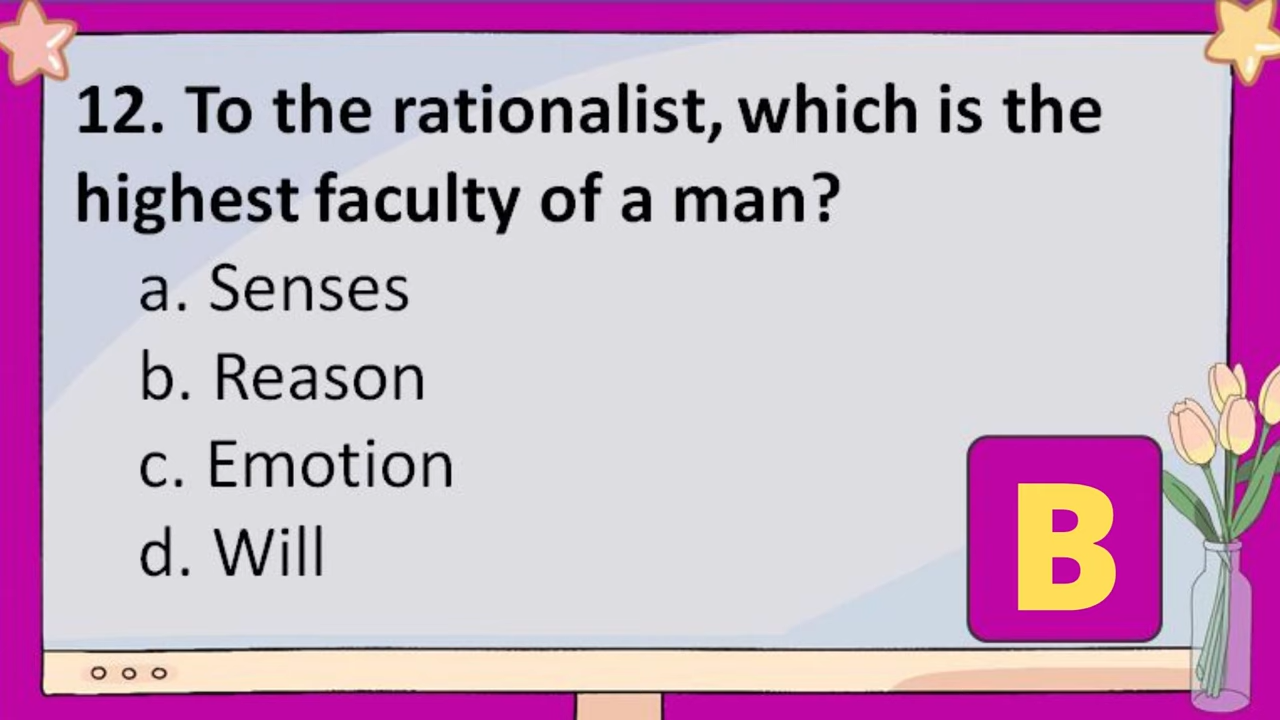 12. To the rationalist, which is the
highest faculty of a man?
a. Senses
b. Reason
c. Emotion
d. Will
B